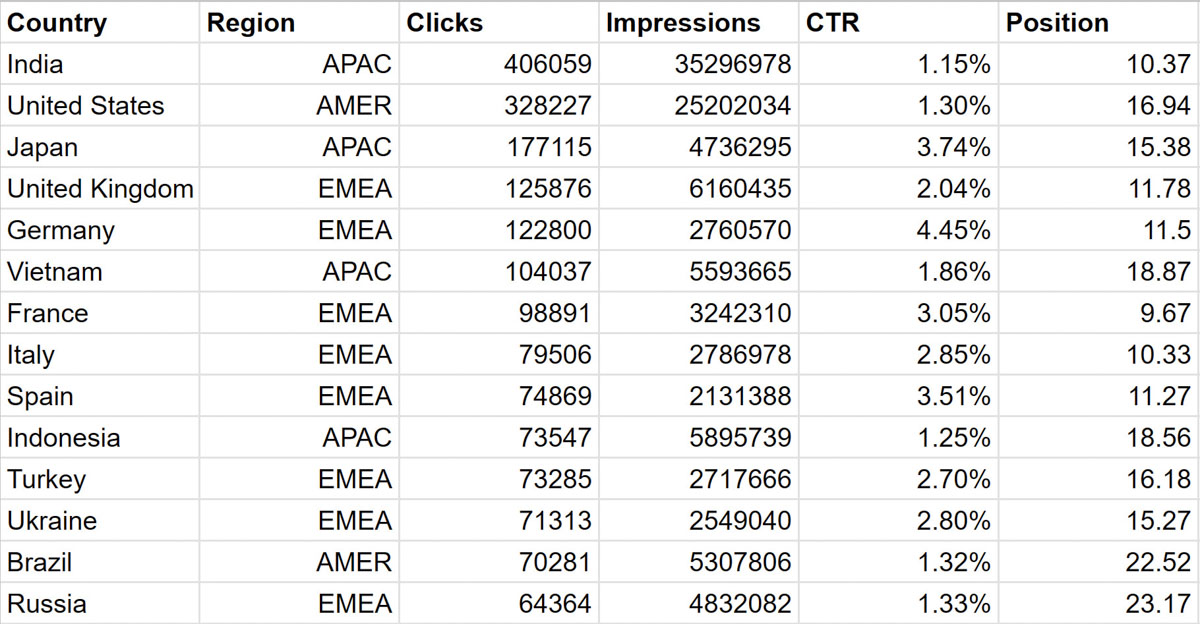 Country Region Clicks Impressions CTR Position
India APAC 406059 35296978 1.15% 10.37
United States AMER 328227 25202034 1.30% 16.94
Japan APAC 177115 4736295 3.74% 15.38
United Kingdom EMEA 125876 6160435 2.04% 11.78
Germany EMEA 122800 2760570 4.45% 11.5
Vietnam APAC 104037 5593665 1.86% 18.87
France EMEA 98891 3242310 3.05% 9.67
Italy EMEA 79506 2786978 2.85% 10.33
Spain EMEA 74869 2131388 3.51% 11.27
Indonesia APAC 73547 5895739 1.25% 18.56
Turkey EMEA 73285 2717666 2.70% 16.18
Ukraine EMEA 71313 2549040 2.80% 15.27
Brazil AMER 70281 5307806 1.32% 22.52
Russia EMEA 64364 4832082 1.33% 23.17